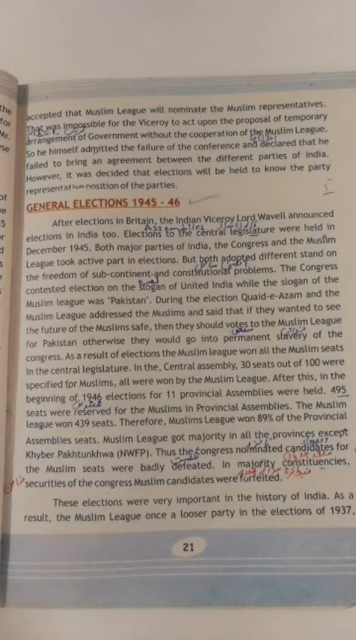 accepted that Muslim League will nominate the Muslim representatives.
That was impossible for the Viceroy to act upon the proposal of temporary
arrangement of Government without the cooperation of the Muslim League.
So he himself admitted the failure of the conference and declared that he
failed to bring an agreement between the different parties of India.
However, it was decided that elections will be held to know the party
representative position of the parties.
GENERAL ELECTIONS 1945 - 46
After elections in Britain, the Indian Viceroy Lord Wavell announced
elections in India too. Elections to the central legislature were held in
December 1945. Both major parties of India, the Congress and the Muslim
League took active part in elections. But both adopted different stand on
the freedom of sub-continent and constitutional problems. The Congress
contested election on the slogan of United India while the slogan of the
Muslim league was "Pakistan". During the election Quaid-e-Azam and the
Muslim League addressed the Muslims and said that if they wanted to see
the future of the Muslims safe, then they should votes to the Muslim League
for Pakistan otherwise they would go into permanent slavery of the
congress. As a result of elections the Muslim league won all the Muslim seats
in the central legislature. In the, Central assembly, 30 seats out of 100 were
specified for Muslims, all were won by the Muslim League. After this, in the
beginning of 1946 elections for 11 provincial Assemblies were held. 495
seats were reserved for the Muslims in Provincial Assemblies. The Muslim
league won 439 seats. Therefore, Muslims League won 89% of the Provincial
Assemblies seats. Muslim League got majority in all the provinces except
Khyber Pakhtunkhwa (NWFP). Thus the congress nominated candidates for
the Muslim seats were badly defeated. In majority constituencies,
securities of the congress Muslim candidates were furfeited.
These elections were very important in the history of India. As a
result, the Muslim League once a looser party in the elections of 1937,
21